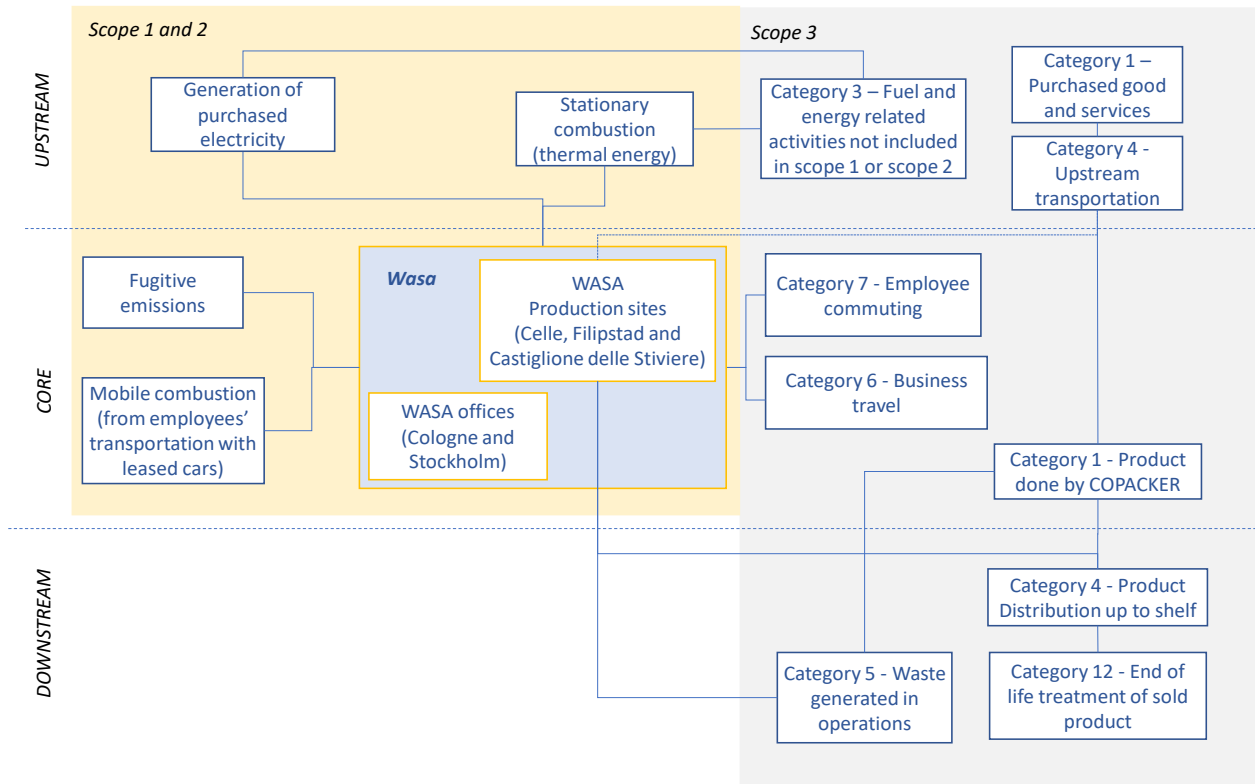 Scope 1 and 2
Scope 3
UPSTREAM
Generation of
purchased
electricity
Stationary
combustion
(thermal energy)
Category 3 – Fuel and
energy related
activities not included
in scope 1 or scope 2
Category 1 –
Purchased good
and services
Category 4 -
Upstream
transportation
CORE
Fugitive
emissions
Mobile combustion
(from employees’
transportation with
leased cars)
Wasa
WASA
Production sites
(Celle, Filipstad and
Castiglione delle Stiviere)
WASA offices
(Cologne and
Stockholm)
Category 7 - Employee
commuting
Category 6 - Business
travel
Category 1 - Product
done by COPACKER
DOWNSTREAM
Category 4 - Product
Distribution up to shelf
Category 5 - Waste
generated in
operations
Category 12 - End of
life treatment of sold
product